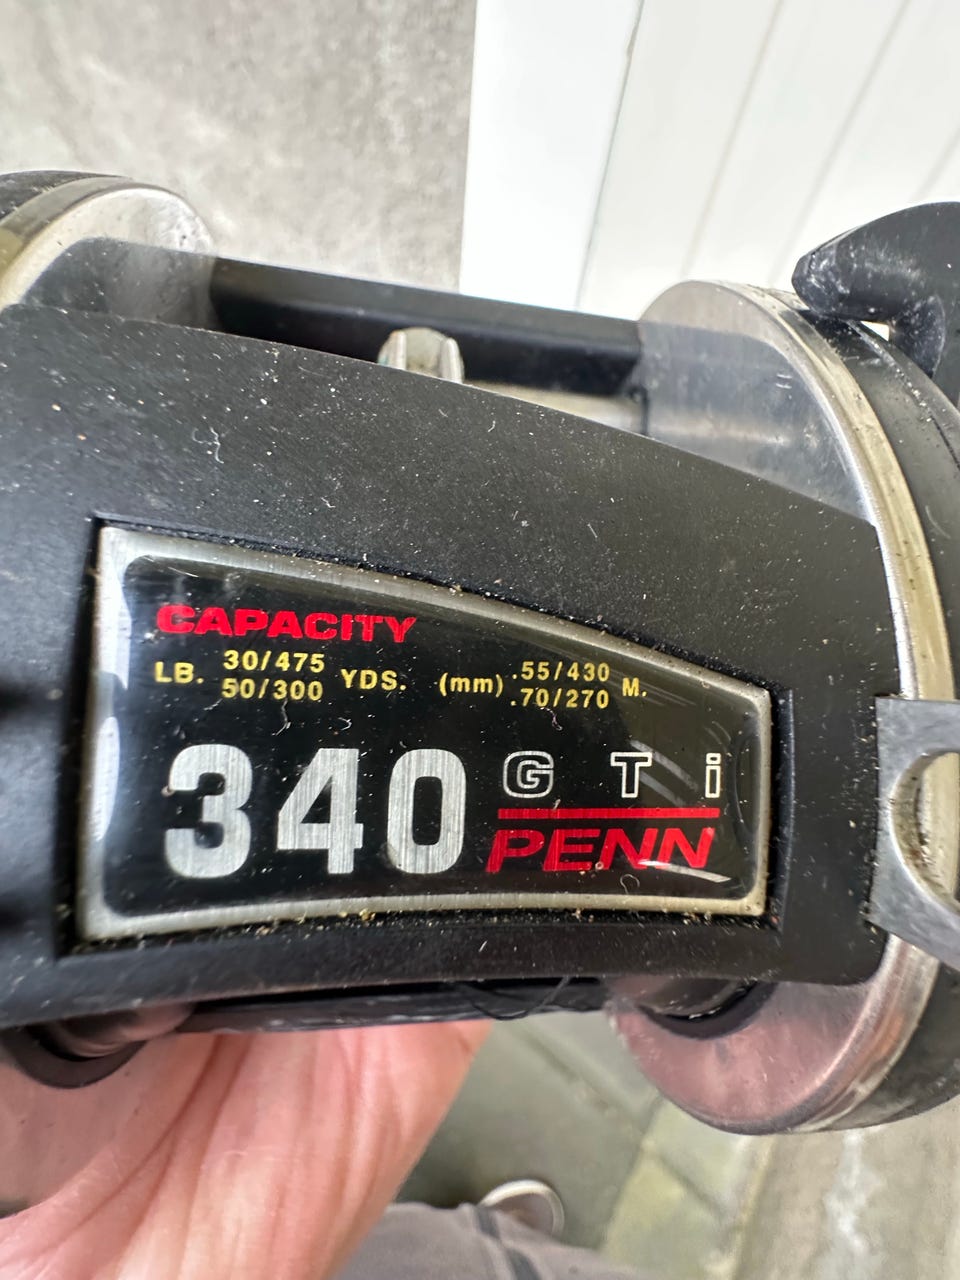 CAPACITY
LB. 30/475 YDS. (mm) .55/430 M.
50/300 .70/270
340 GTi
PENN